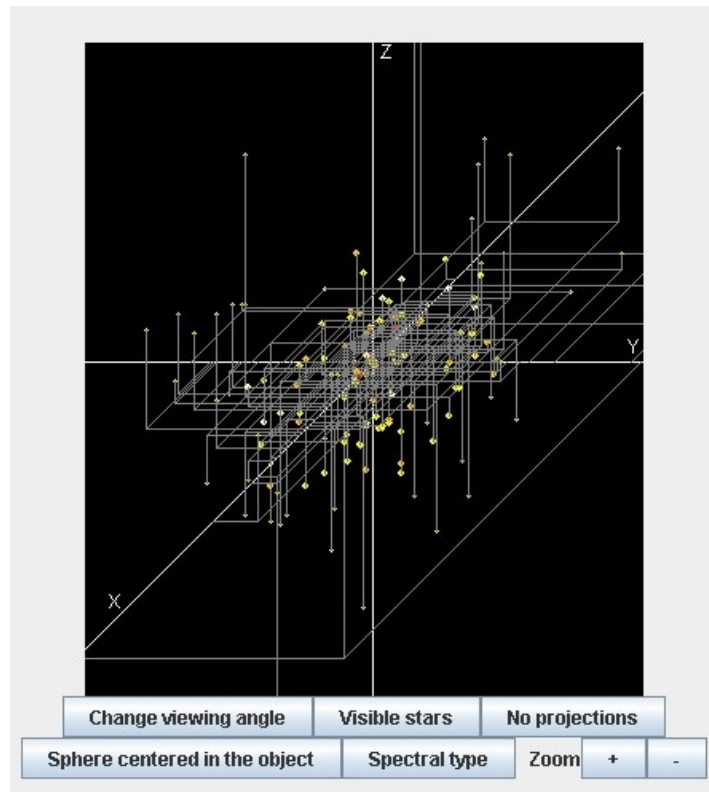 Z
Y
X
Change viewing angle Visible stars No projections
Sphere centered in the object Spectral type Zoom + -